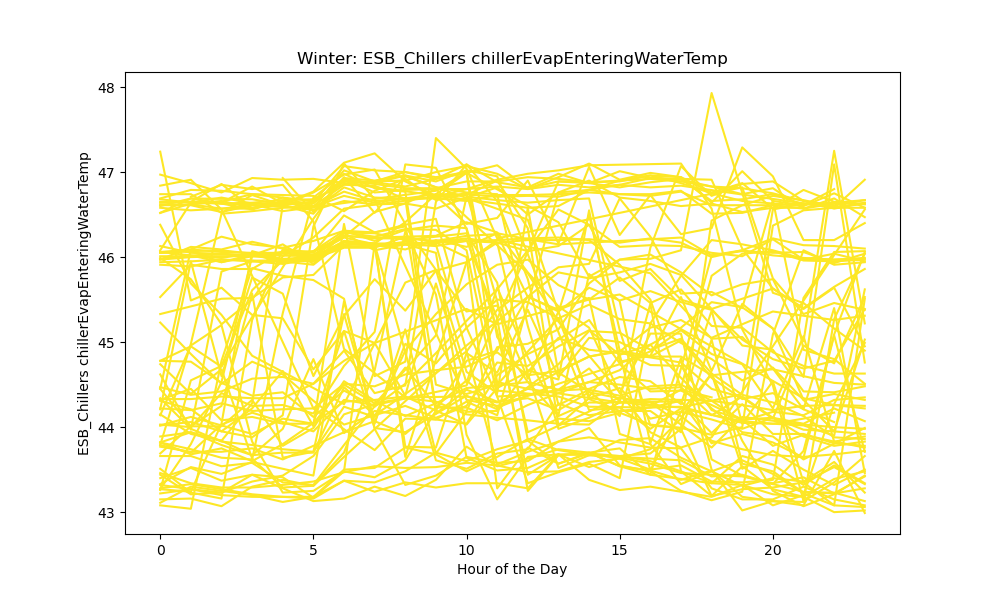 Winter: ESB_Chillers chillerEvapEnteringWaterTemp
ESB_Chillers chillerEvapEnteringWaterTemp
48
47
46
45
44
43
0 5 10 15 20
Hour of the Day